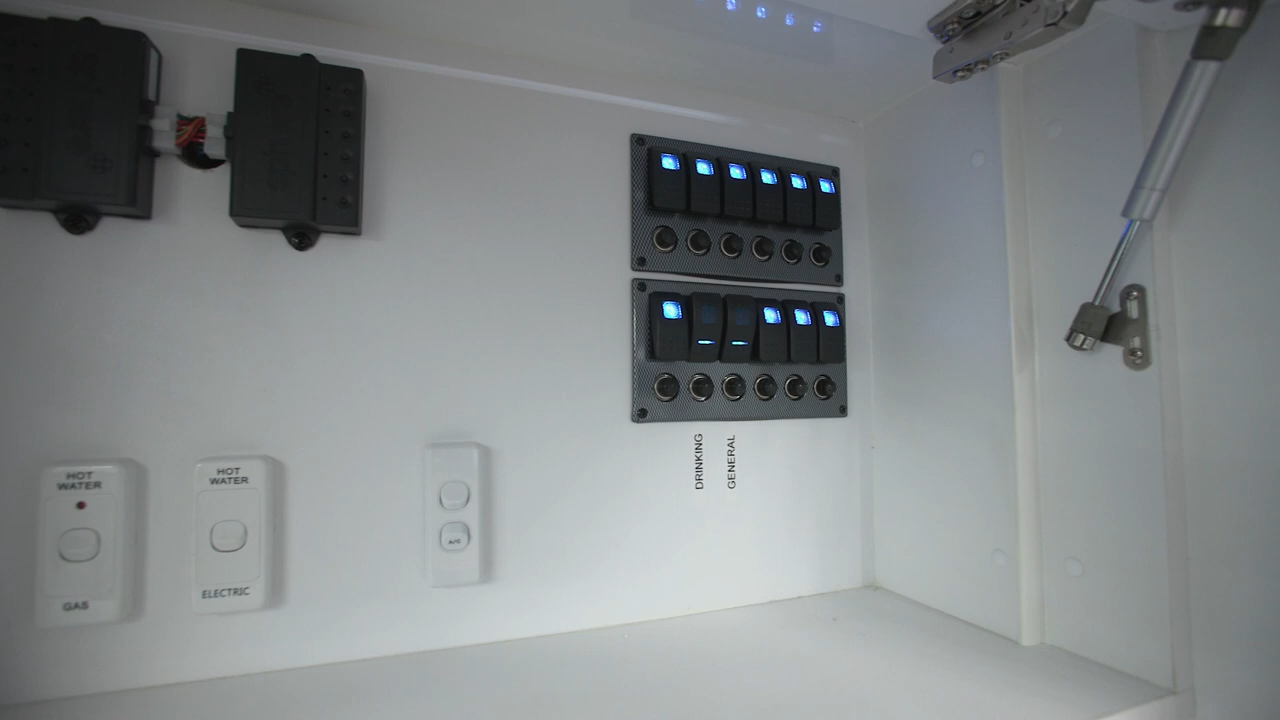 HOT
WATER
GAS
HOT
WATER
ELECTRIC
A/C
DRINKING
GENERAL